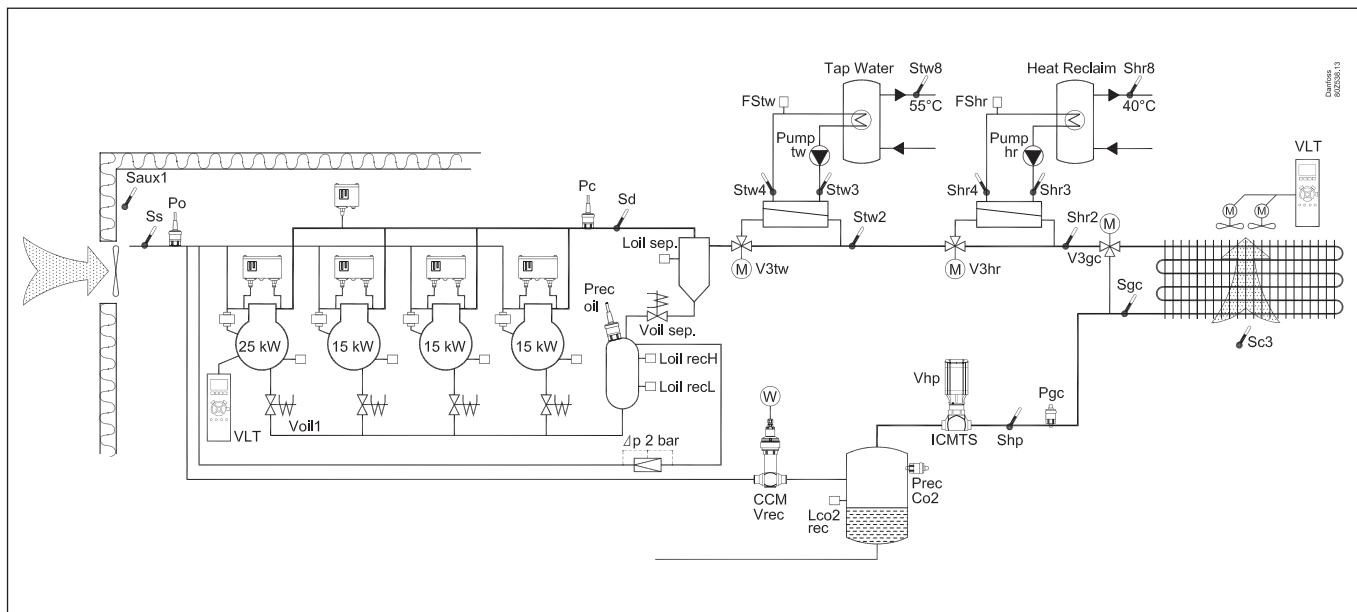 Tap Water
Stw8
55°C
FStw
Pump
tw
Stw4
Stw3
Heat Reclaim
Shr8
40°C
FShr
Pump
hr
Shr4
Shr3
Danfoss
80Z538.13
VLT
M
M
Saux1
Ss
Po
Pc
Sd
Loil sep.
M
V3tw
Stw2
M
V3hr
Shr2
M
V3gc
Sgc
Sc3
Prec
oil
Voil sep.
25 kW
15 kW
15 kW
15 kW
Loil recH
Loil recL
VLT
Voil1
Δp 2 bar
W
CCM
Vrec
Vhp
ICMTS
Shp
Pgc
Prec
Co2
Lco2
rec